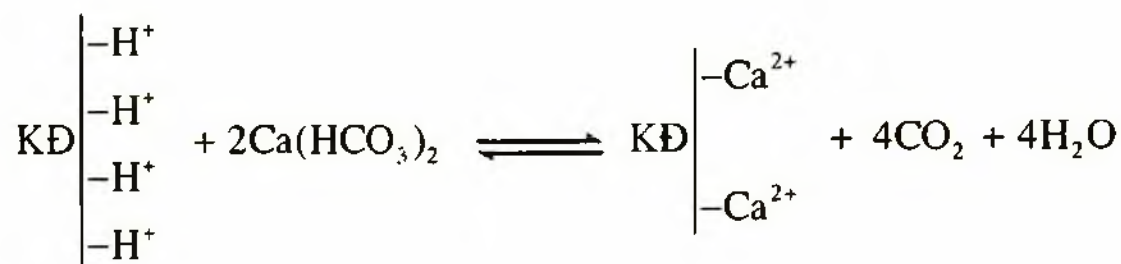 –H⁺
–H⁺ –Ca²⁺
KĐ + 2Ca(HCO₃)₂ ⇌ KĐ + 4CO₂ + 4H₂O
–H⁺ –Ca²⁺
–H⁺